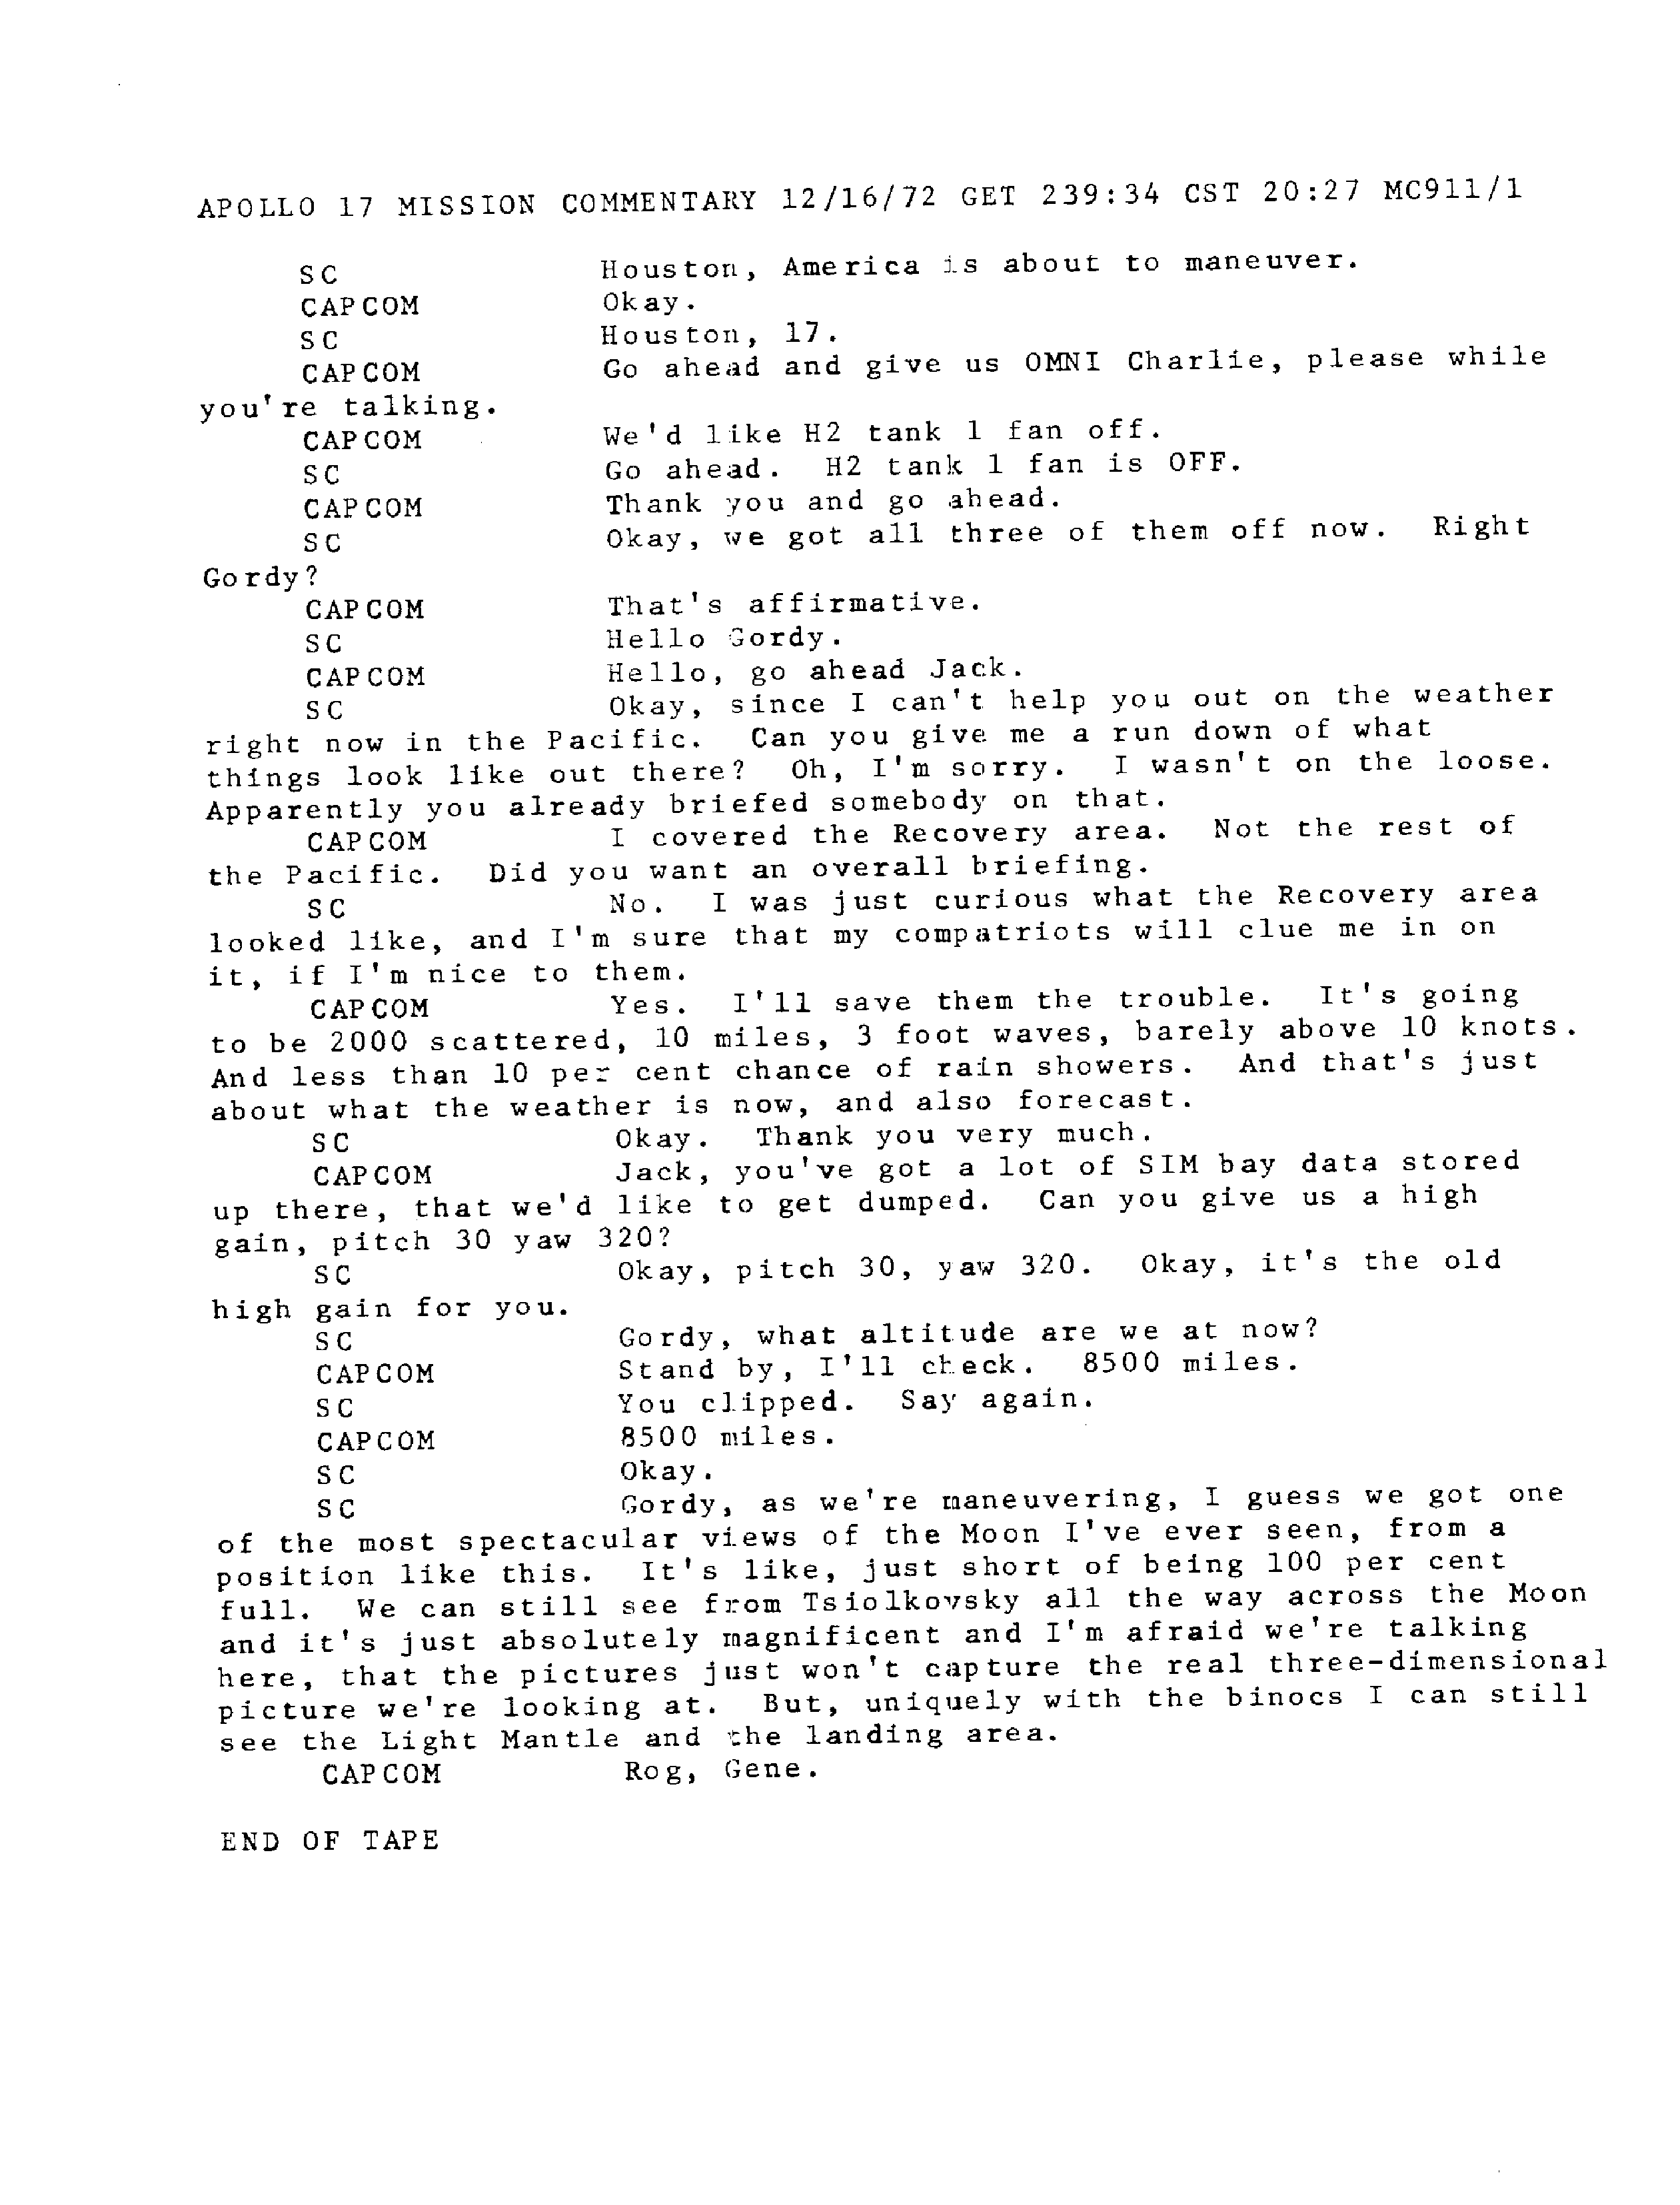 APOLLO 17 MISSION COMMENTARY 12/16/72 GET 239:34 CST 20:27 MC911/1
SC Houston, America is about to maneuver.
CAPCOM Okay.
SC Houston, 17.
CAPCOM Go ahead and give us OMNI Charlie, please while
you're talking.
CAPCOM We'd like H2 tank 1 fan off.
SC Go ahead. H2 tank 1 fan is OFF.
CAPCOM Thank you and go ahead.
SC Okay, we got all three of them off now. Right
Gordy?
CAPCOM That's affirmative.
SC Hello Gordy.
CAPCOM Hello, go ahead Jack.
SC Okay, since I can't help you out on the weather
right now in the Pacific. Can you give me a run down of what
things look like out there? Oh, I'm sorry. I wasn't on the loose.
Apparently you already briefed somebody on that.
CAPCOM I covered the Recovery area. Not the rest of
the Pacific. Did you want an overall briefing.
SC No. I was just curious what the Recovery area
looked like, and I'm sure that my compatriots will clue me in on
it, if I'm nice to them.
CAPCOM Yes. I'll save them the trouble. It's going
to be 2000 scattered, 10 miles, 3 foot waves, barely above 10 knots.
And less than 10 per cent chance of rain showers. And that's just
about what the weather is now, and also forecast.
SC Okay. Thank you very much.
CAPCOM Jack, you've got a lot of SIM bay data stored
up there, that we'd like to get dumped. Can you give us a high
gain, pitch 30 yaw 320?
SC Okay, pitch 30, yaw 320. Okay, it's the old
high gain for you.
SC Gordy, what altitude are we at now?
CAPCOM Stand by, I'll check. 8500 miles.
SC You clipped. Say again.
CAPCOM 8500 miles.
SC Okay.
SC Gordy, as we're maneuvering, I guess we got one
of the most spectacular views of the Moon I've ever seen, from a
position like this. It's like, just short of being 100 per cent
full. We can still see from Tsiolkovsky all the way across the Moon
and it's just absolutely magnificent and I'm afraid we're talking
here, that the pictures just won't capture the real three-dimensional
picture we're looking at. But, uniquely with the binocs I can still
see the Light Mantle and the landing area.
CAPCOM Rog, Gene.
END OF TAPE